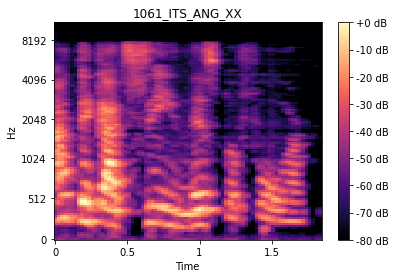 1061_ITS_ANG_XX
8192
4096
2048
1024
512
0
Hz
0
0.5
1
1.5
Time
+0 dB
-10 dB
-20 dB
-30 dB
-40 dB
-50 dB
-60 dB
-70 dB
-80 dB